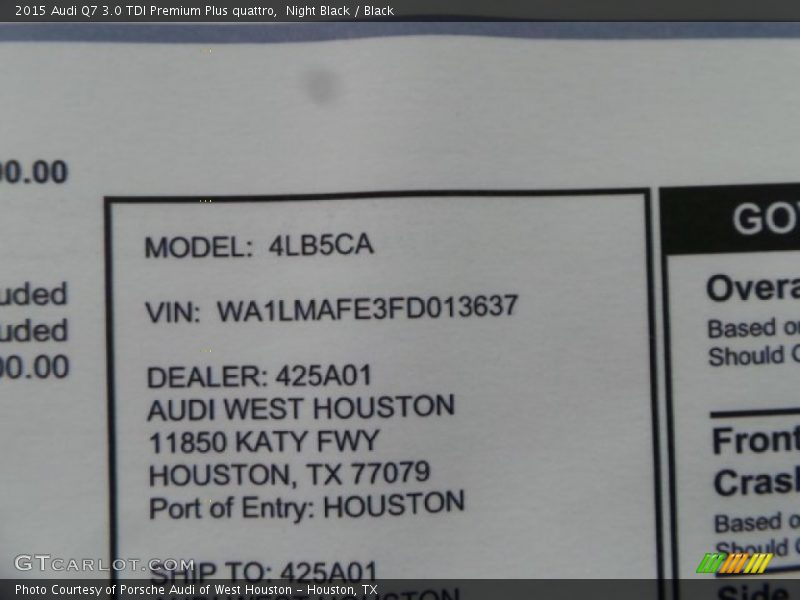 2015 Audi Q7 3.0 TDI Premium Plus quattro,  Night Black / Black
00.00
uded
uded
00.00
MODEL:  4LB5CA
VIN:  WA1LMAFE3FD013637
DEALER: 425A01
AUDI WEST HOUSTON
11850 KATY FWY
HOUSTON, TX 77079
Port of Entry: HOUSTON
SHIP TO: 425A01
GO
Overa
Based o
Should C
Front
Crash
Based o
Should C
Side
GTCARLOT.COM
Photo Courtesy of Porsche Audi of West Houston - Houston, TX